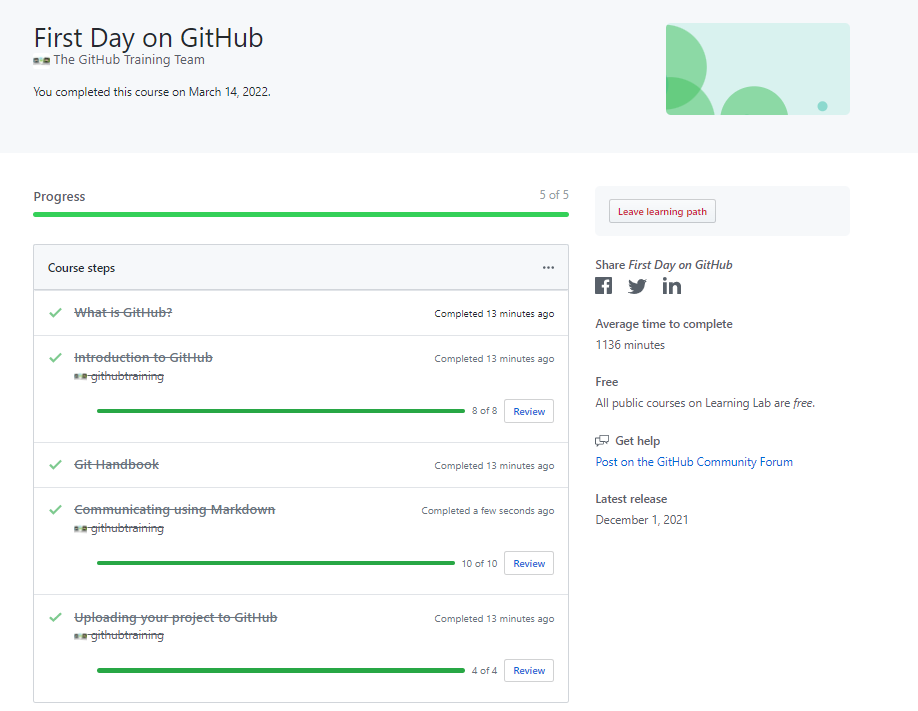 First Day on GitHub
The GitHub Training Team
You completed this course on March 14, 2022.
Progress
5 of 5
Course steps
What is GitHub?
Completed 13 minutes ago
Introduction to GitHub
Completed 13 minutes ago
githubtraining
8 of 8
Review
Git Handbook
Completed 13 minutes ago
Communicating using Markdown
Completed a few seconds ago
githubtraining
10 of 10
Review
Uploading your project to GitHub
Completed 13 minutes ago
githubtraining
4 of 4
Review
Leave learning path
Share First Day on GitHub
Average time to complete
1136 minutes
Free
All public courses on Learning Lab are free.
Get help
Post on the GitHub Community Forum
Latest release
December 1, 2021